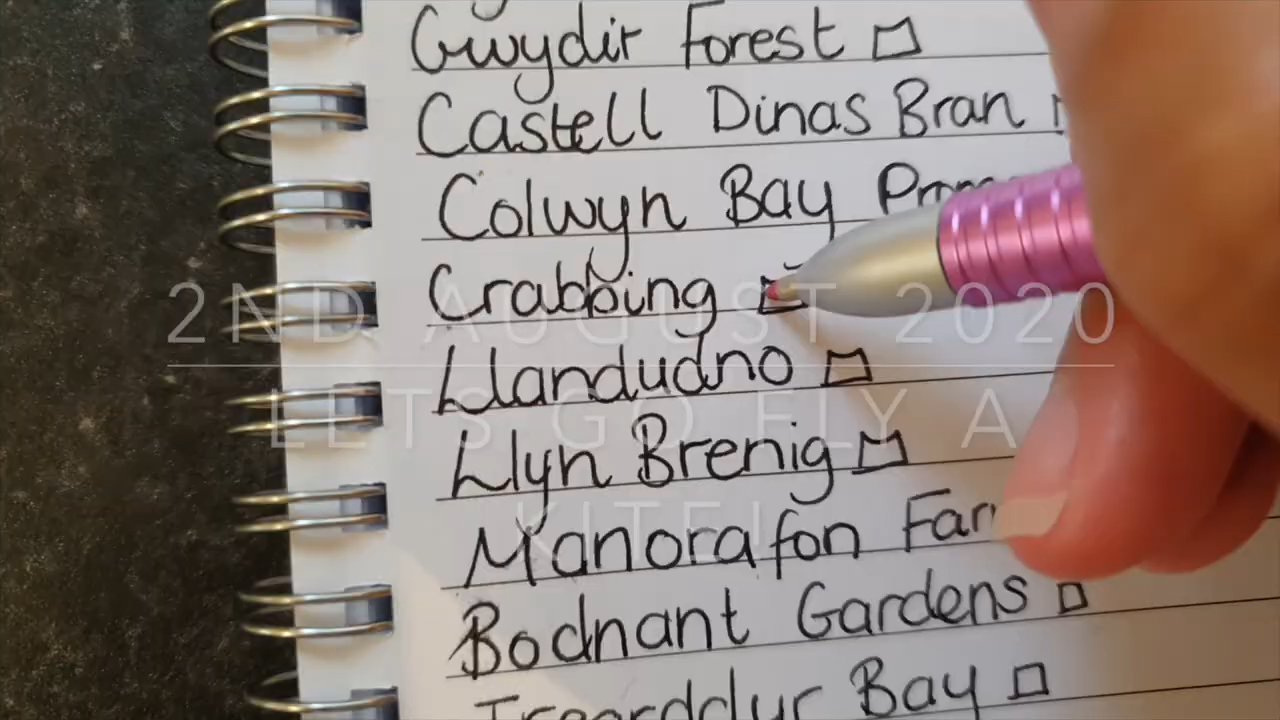 Gwydir Forest
Castell Dinas Bran
Colwyn Bay
Crabbing
Llandudno
Llyn Brenig
Manorafon
Bodnant Gardens
Trearddur Bay
2ND AUGUST 2020
LETS GO FLY A
KITE!